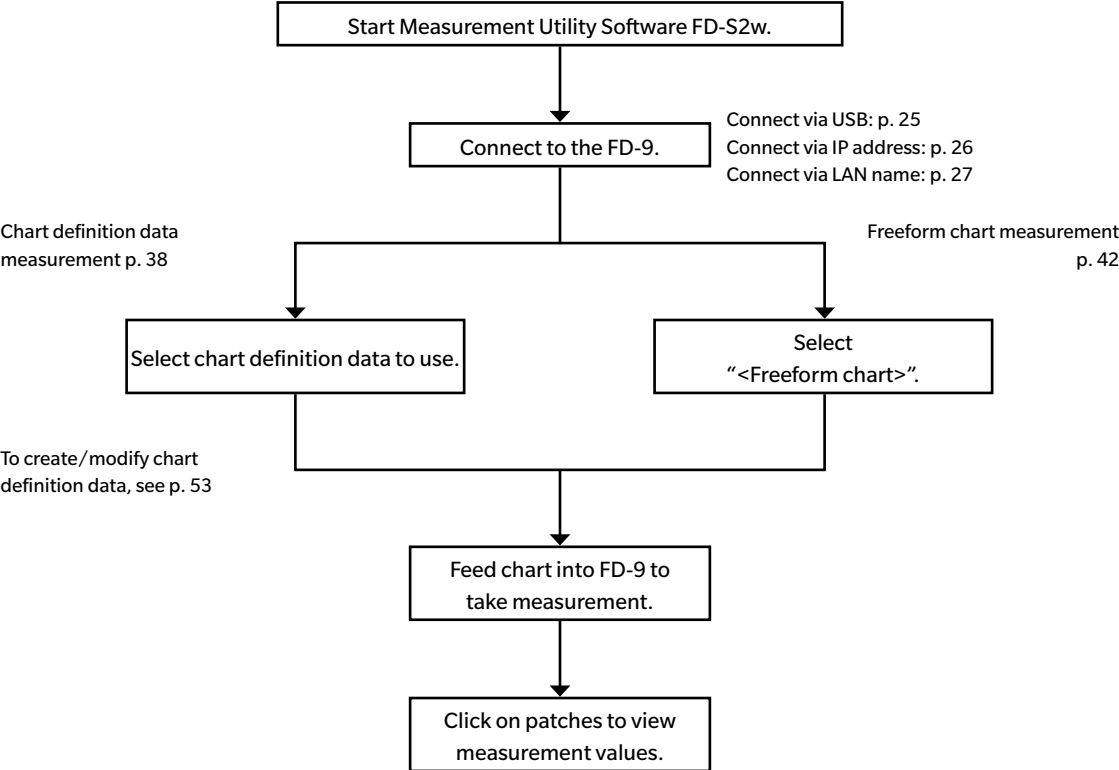 Start Measurement Utility Software FD-S2w.
Connect to the FD-9.
Connect via USB: p. 25
Connect via IP address: p. 26
Connect via LAN name: p. 27
Chart definition data
measurement p. 38
Freeform chart measurement
p. 42
Select chart definition data to use.
Select
“<Freeform chart>”.
To create/modify chart
definition data, see p. 53
Feed chart into FD-9 to
take measurement.
Click on patches to view
measurement values.